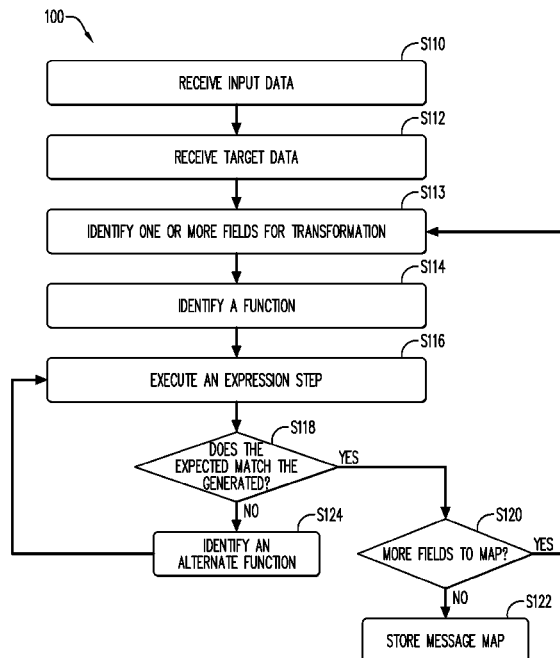 100
S110
RECEIVE INPUT DATA
S112
RECEIVE TARGET DATA
S113
IDENTIFY ONE OR MORE FIELDS FOR TRANSFORMATION
S114
IDENTIFY A FUNCTION
S116
EXECUTE AN EXPRESSION STEP
S118
DOES THE
EXPECTED MATCH THE
GENERATED?
YES
NO
S124
IDENTIFY AN
ALTERNATE FUNCTION
S120
MORE FIELDS TO MAP?
YES
NO
S122
STORE MESSAGE MAP